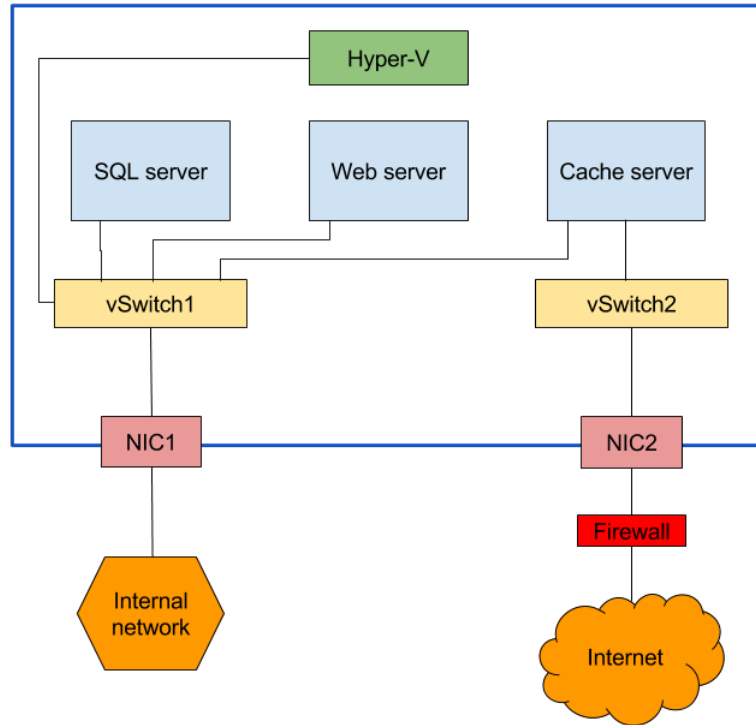 Hyper-V
SQL server
Web server
Cache server
vSwitch1
vSwitch2
NIC1
NIC2
Firewall
Internal
network
Internet